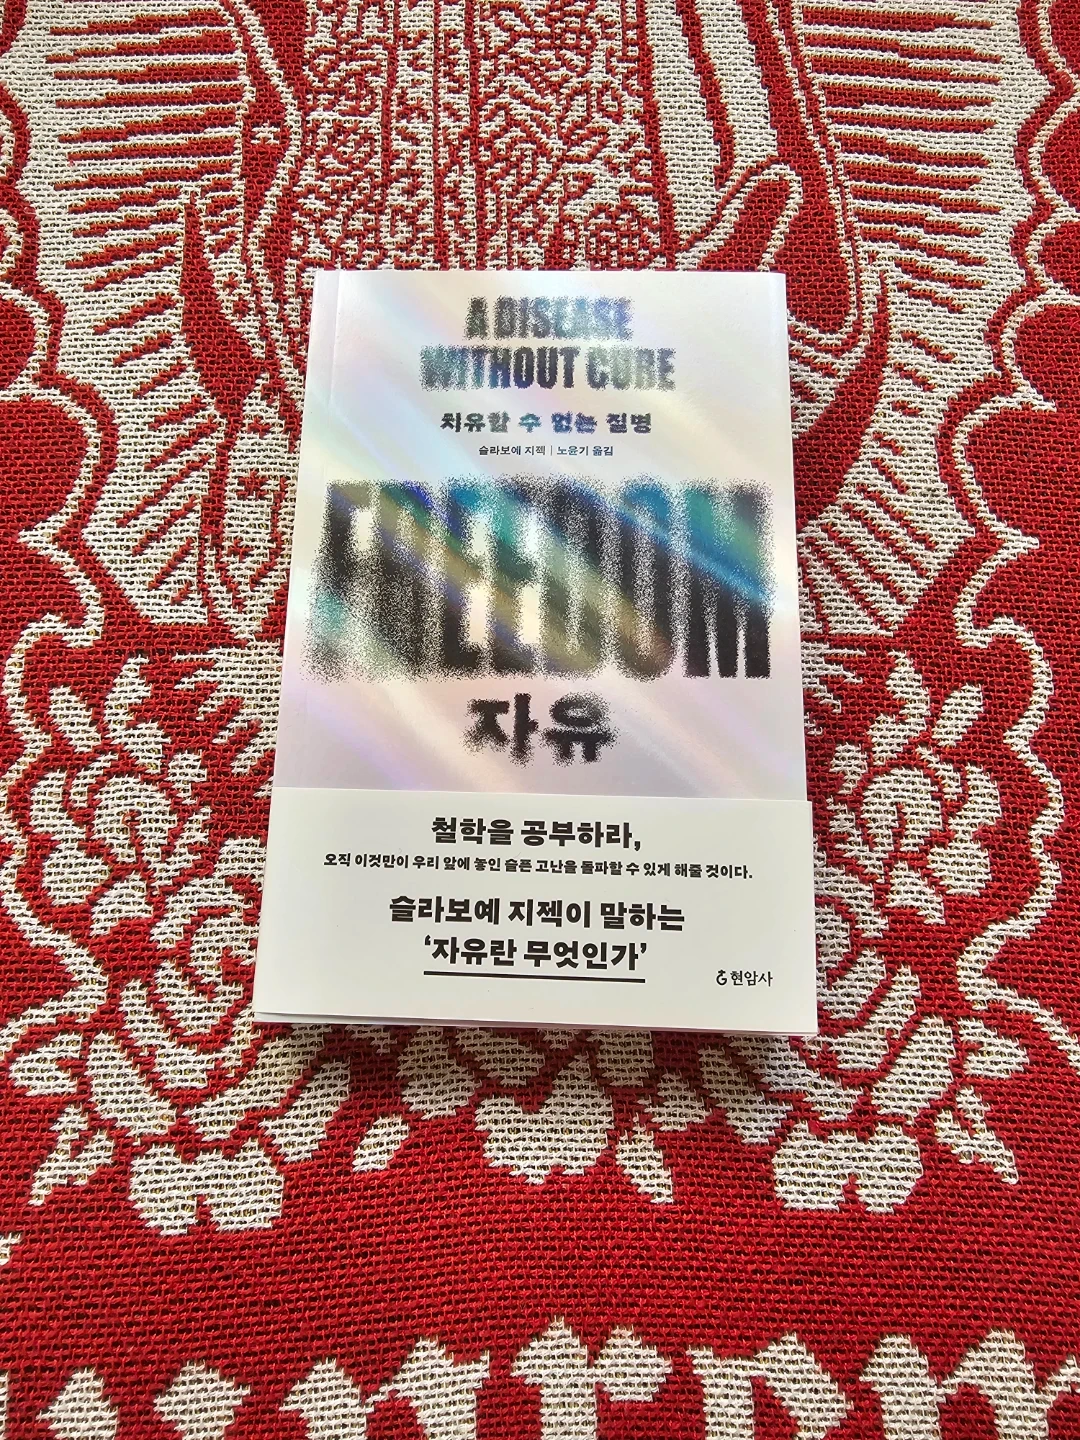 A DISEASE
WITHOUT CURE
치유할 수 없는 질병
슬라보예 지젝 | 노윤기 옮김
FREEDOM
자유
철학을 공부하라,
오직 이것만이 우리 앞에 놓인 슬픈 고난을 돌파할 수 있게 해줄 것이다.
슬라보예 지젝이 말하는
‘자유란 무엇인가’
현암사